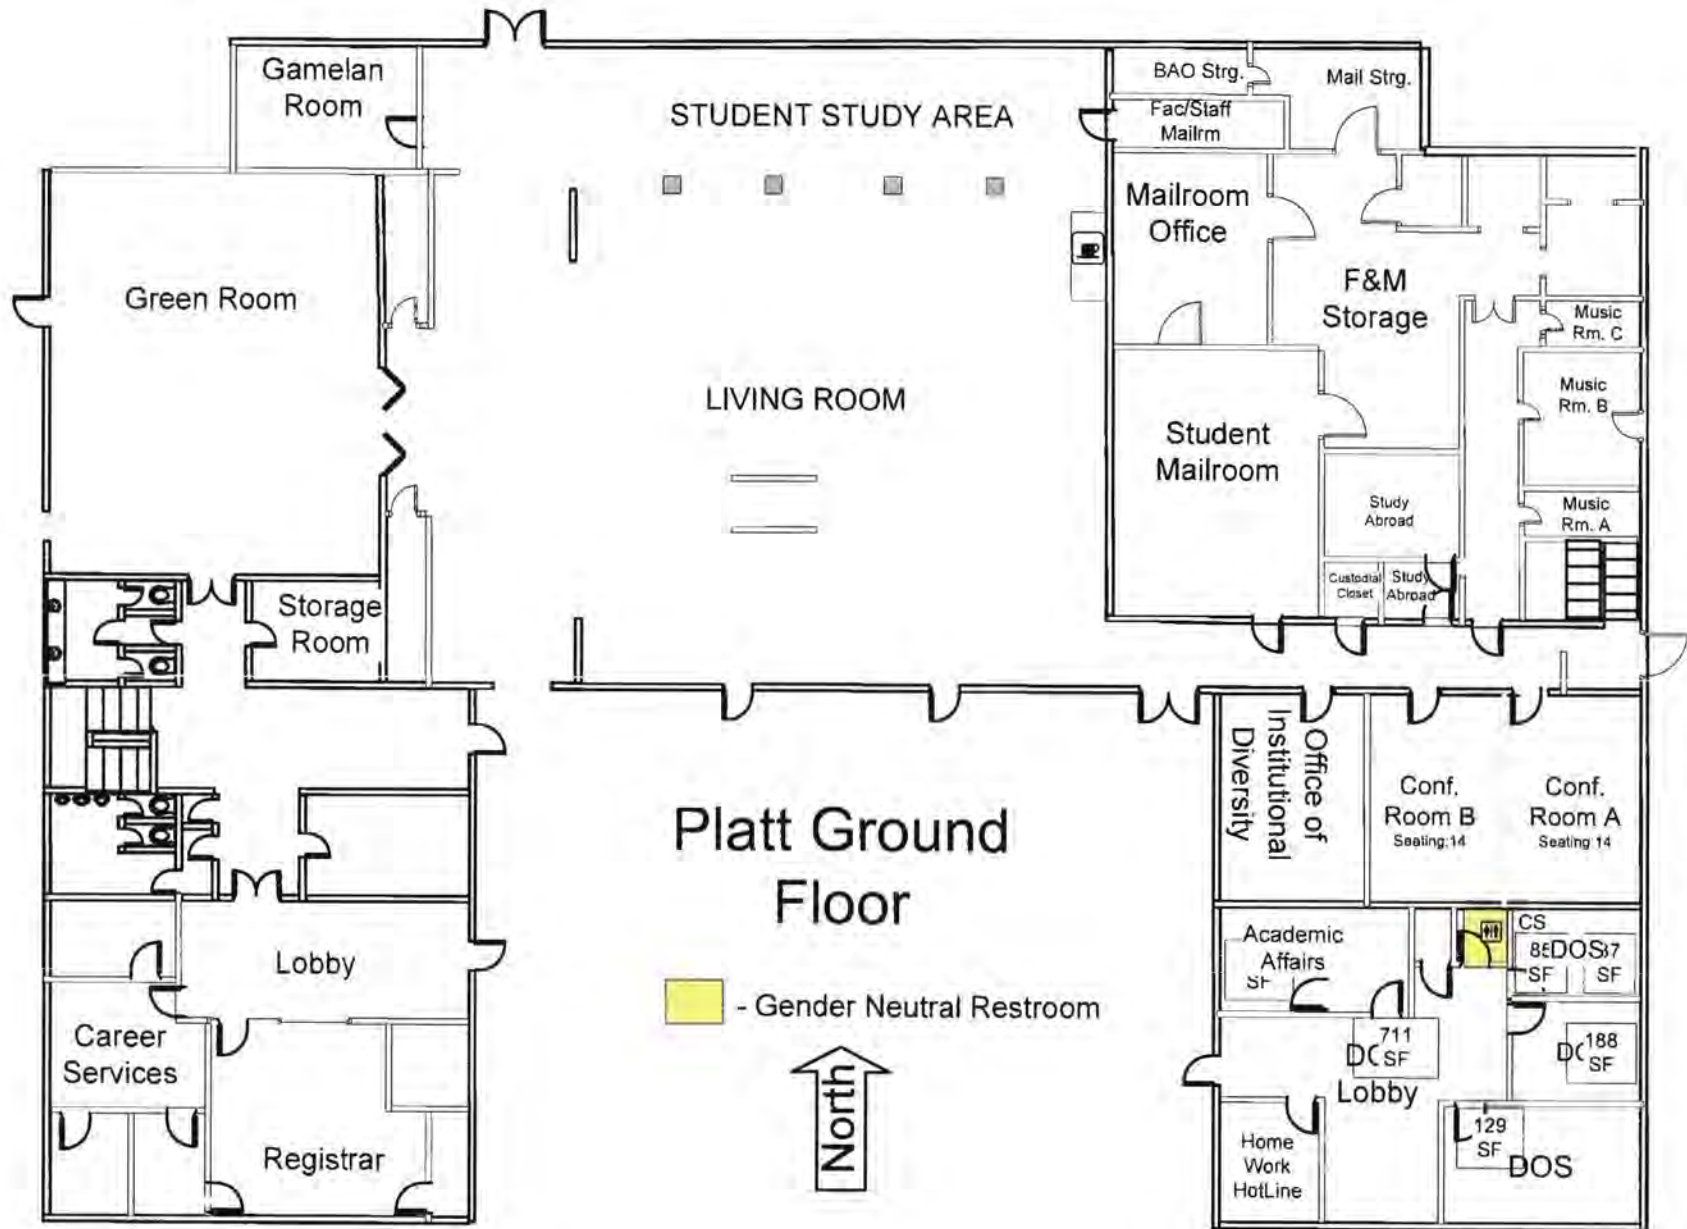 Gamelan
Room
STUDENT STUDY AREA
BAO Strg.
Mail Strg.
Fac/Staff
Mailrm
Mailroom
Office
Green Room
F&M
Storage
Music
Rm. C
LIVING ROOM
Music
Rm. B
Student
Mailroom
Study
Abroad
Music
Rm. A
Custodial
Closet
Study
Abroad
Storage
Room
Office of
Institutional
Diversity
Conf.
Room B
Seating:14
Conf.
Room A
Seating 14
Platt Ground
Floor
Lobby
Academic
Affairs
SF
CS
DOS
SF
SF
- Gender Neutral Restroom
Career
Services
711
SF
Lobby
188
SF
North
Registrar
Home
Work
HotLine
129
SF
DOS